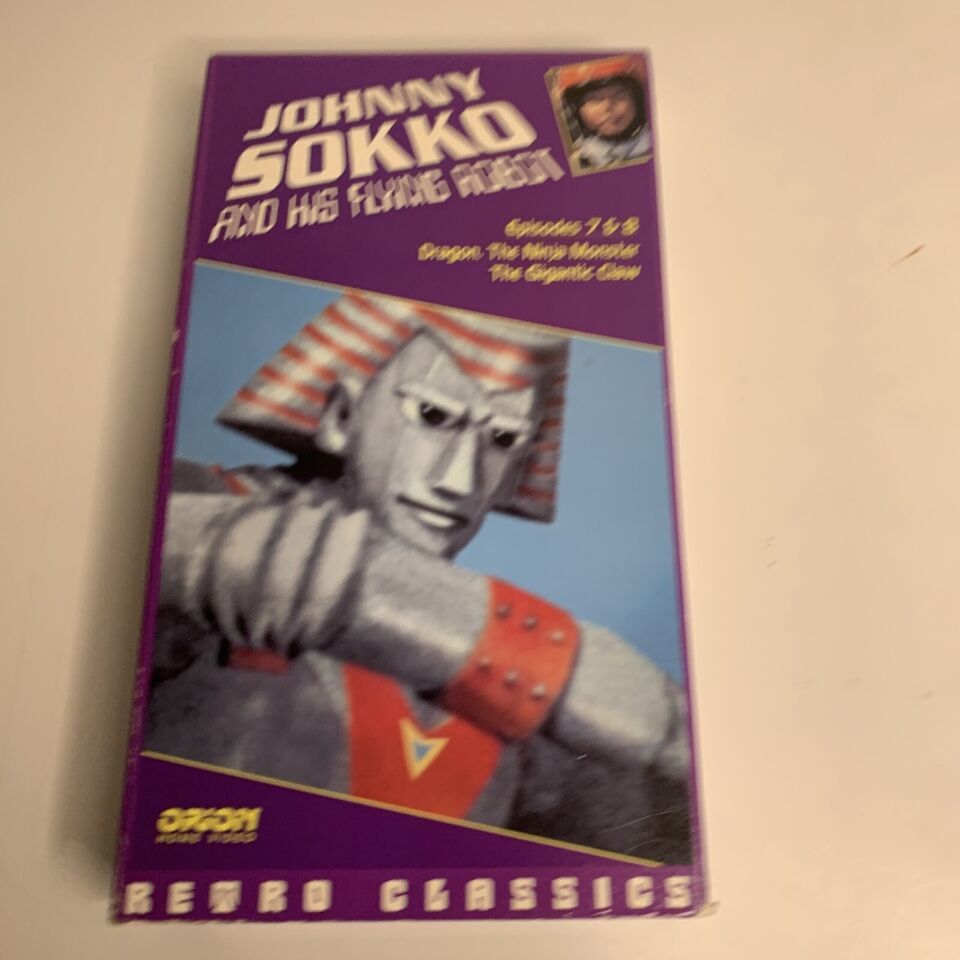 JOHNNY
SOKKO
AND HIS FLYING ROBOT
Episodes 7 & 8
Dragon, The Ninja Monster
The Gigantic Claw
ORION
HOME VIDEO
RETRO CLASSICS